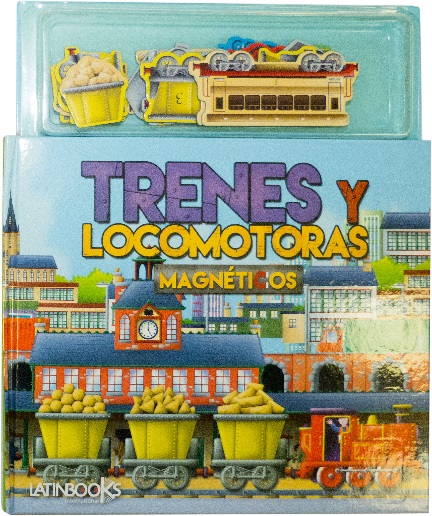 TRENES Y
LOCOMOTORAS
MAGNÉTICOS
LATINBOOKS